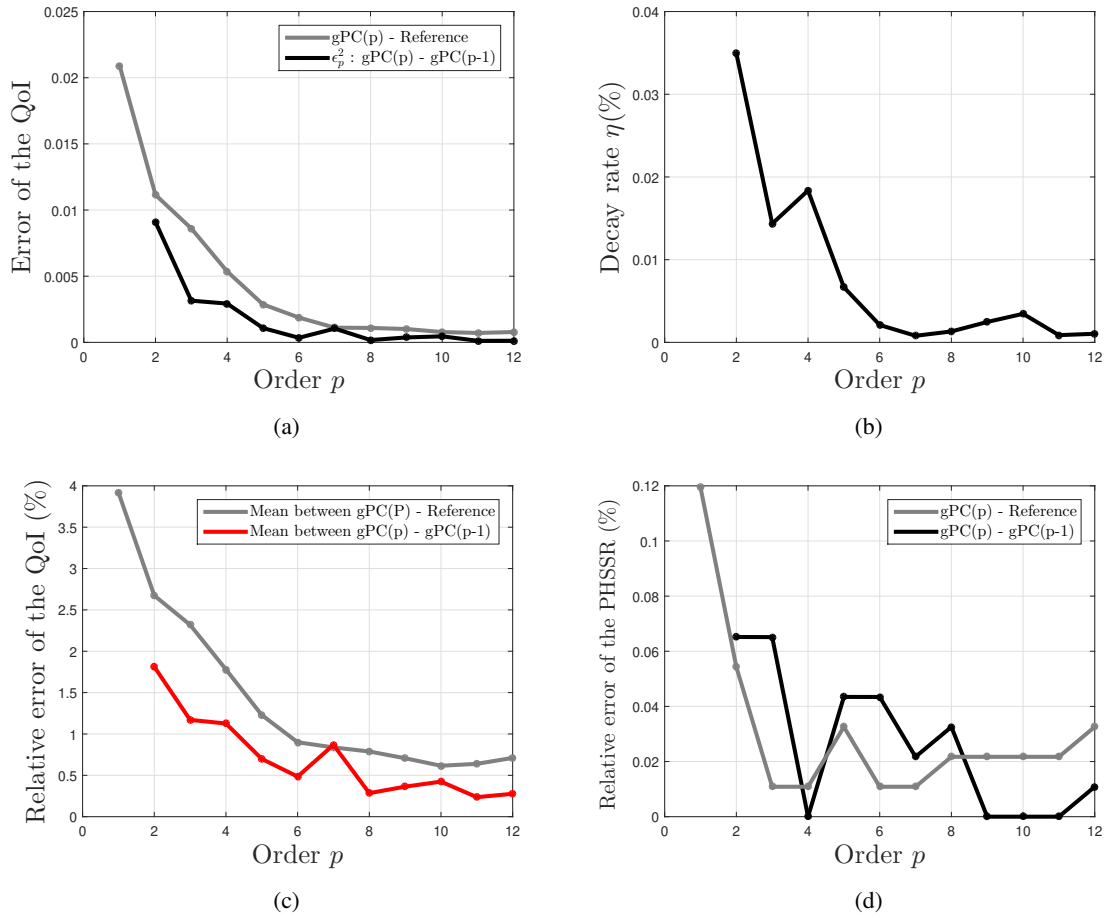 0.025
0.02
0.015
0.01
0.005
0
0 2 4 6 8 10 12
Error of the QoI
Order p
gPC(p) - Reference
ϵ²ₚ : gPC(p) - gPC(p-1)
(a)
0.04
0.03
0.02
0.01
0
0 2 4 6 8 10 12
Decay rate η(%)
Order p
(b)
4
3.5
3
2.5
2
1.5
1
0.5
0
0 2 4 6 8 10 12
Relative error of the QoI (%)
Order p
Mean between gPC(P) - Reference
Mean between gPC(p) - gPC(p-1)
(c)
0.12
0.1
0.08
0.06
0.04
0.02
0
0 2 4 6 8 10 12
Relative error of the PHSSR (%)
Order p
gPC(p) - Reference
gPC(p) - gPC(p-1)
(d)